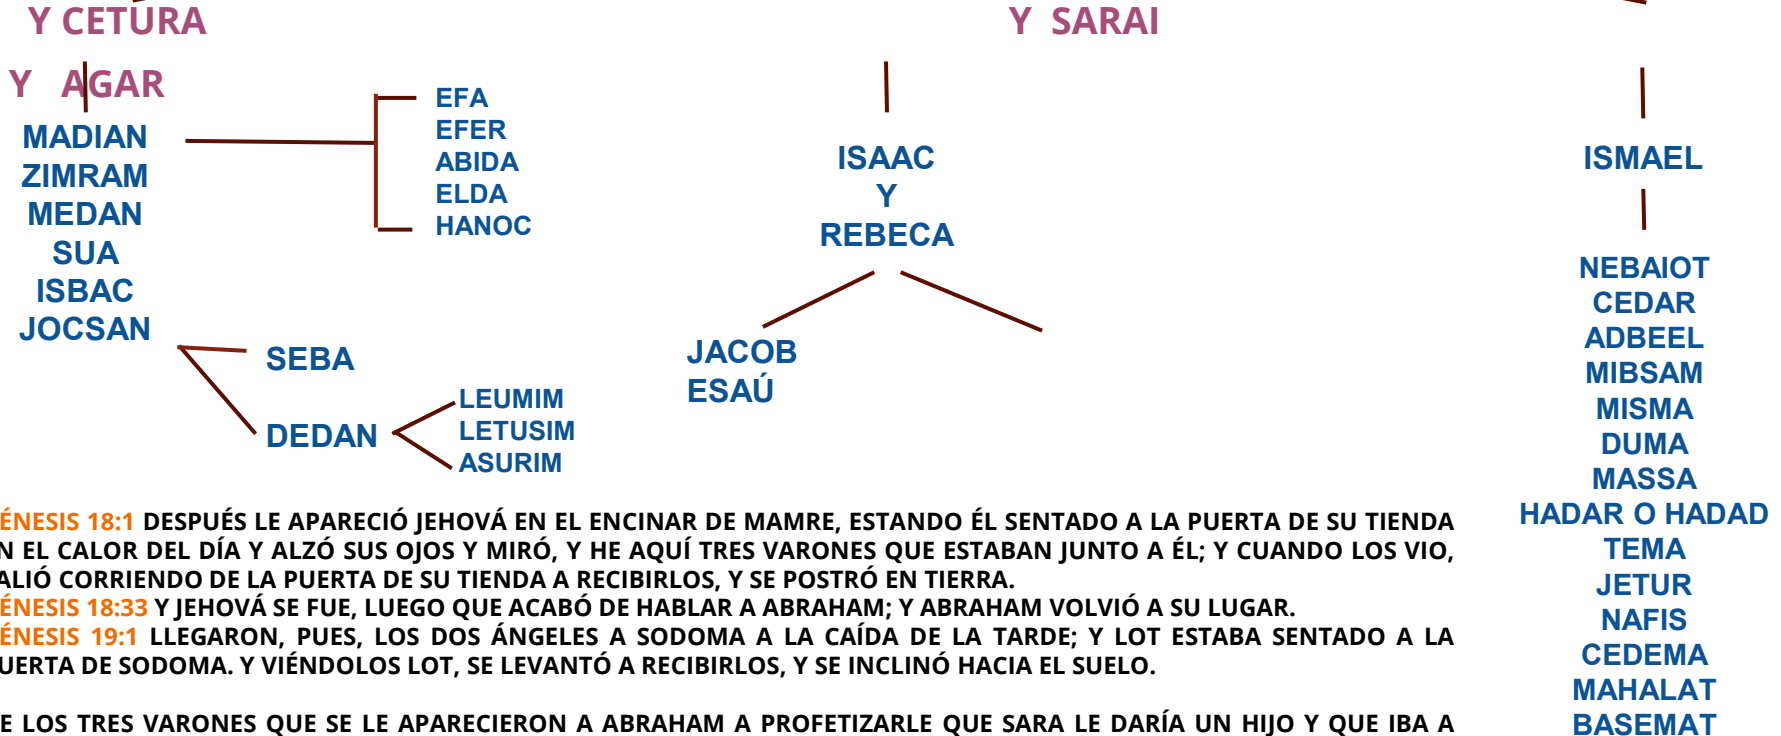 Y CETURA
Y AGAR
MADIAN
ZIMRAM
MEDAN
SUA
ISBAC
JOCSAN
EFA
EFER
ABIDA
ELDA
HANOC
SEBA
DEDAN
LEUMIM
LETUSIM
ASURIM
Y SARAI
ISAAC
Y
REBECA
JACOB
ESAÚ
ISMAEL
NEBAIOT
CEDAR
ADBEEL
MIBSAM
MISMA
DUMA
MASSA
HADAR O HADAD
TEMA
JETUR
NAFIS
CEDEMA
MAHALAT
BASEMAT
ÉNESIS 18:1 DESPUÉS LE APARECIÓ JEHOVÁ EN EL ENCINAR DE MAMRE, ESTANDO ÉL SENTADO A LA PUERTA DE SU TIENDA
N EL CALOR DEL DÍA Y ALZÓ SUS OJOS Y MIRÓ, Y HE AQUÍ TRES VARONES QUE ESTABAN JUNTO A ÉL; Y CUANDO LOS VIO,
ALIÓ CORRIENDO DE LA PUERTA DE SU TIENDA A RECIBIRLOS, Y SE POSTRÓ EN TIERRA.
ÉNESIS 18:33 Y JEHOVÁ SE FUE, LUEGO QUE ACABÓ DE HABLAR A ABRAHAM; Y ABRAHAM VOLVIÓ A SU LUGAR.
ÉNESIS 19:1 LLEGARON, PUES, LOS DOS ÁNGELES A SODOMA A LA CAÍDA DE LA TARDE; Y LOT ESTABA SENTADO A LA
UERTA DE SODOMA. Y VIÉNDOLOS LOT, SE LEVANTÓ A RECIBIRLOS, Y SE INCLINÓ HACIA EL SUELO.
E LOS TRES VARONES QUE SE LE APARECIERON A ABRAHAM A PROFETIZARLE QUE SARA LE DARÍA UN HIJO Y QUE IBA A